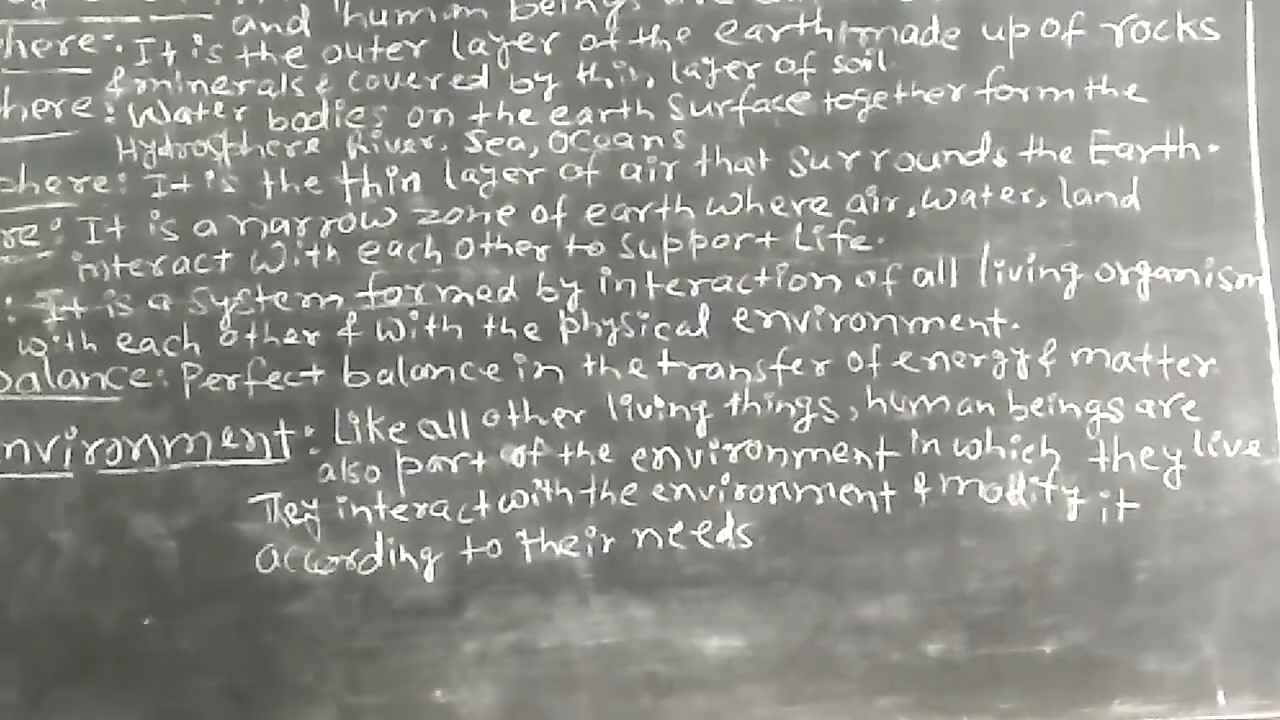 and human beings
here:- It is the outer layer of the earth made up of rocks
& minerals & covered by thin layer of soil
here: Water bodies on the earth surface together form the
Hydrosphere River, Sea, Oceans
phere: It is the thin layer of air that surrounds the Earth.
re: It is a narrow zone of earth where air, water, land
interact with each other to support Life.
: It is a system formed by interaction of all living organism
with each other & with the physical environment.
balance: Perfect balance in the transfer of energy & matter
nvironment: Like all other living things, human beings are
also part of the environment in which they live
They interact with the environment & modify it
according to their needs